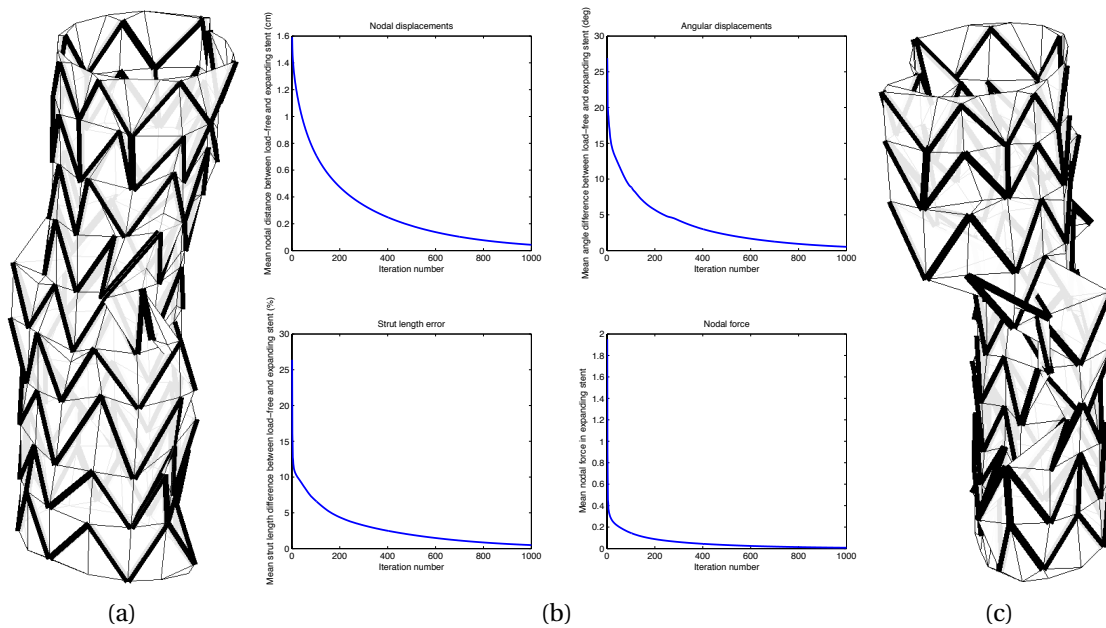 Nodal displacements
Mean nodal distance between load−free and expanding stent (cm)
1.6
1.4
1.2
1
0.8
0.6
0.4
0.2
0
0 200 400 600 800 1000
Iteration number
Angular displacements
Mean angle difference between load−free and expanding stent (deg)
30
25
20
15
10
5
0
0 200 400 600 800 1000
Iteration number
Strut length error
Mean strut length difference between load−free and expanding stent (%)
30
25
20
15
10
5
0
0 200 400 600 800 1000
Iteration number
Nodal force
Mean nodal force in expanding stent
2
1.8
1.6
1.4
1.2
1
0.8
0.6
0.4
0.2
0
0 200 400 600 800 1000
Iteration number
(a) (b) (c)